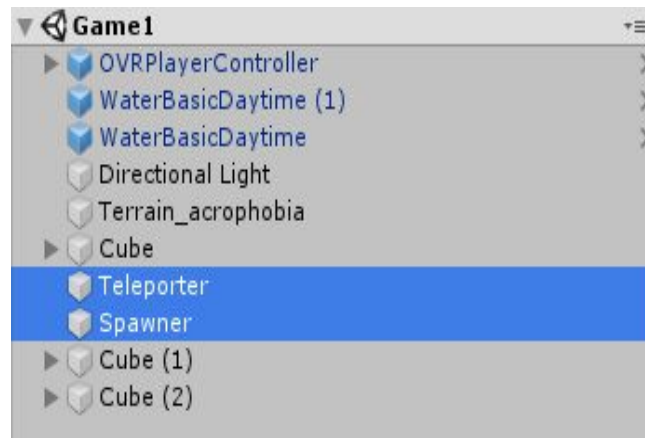 Game1
OVRPlayerController
WaterBasicDaytime (1)
WaterBasicDaytime
Directional Light
Terrain_acrophobia
Cube
Teleporter
Spawner
Cube (1)
Cube (2)